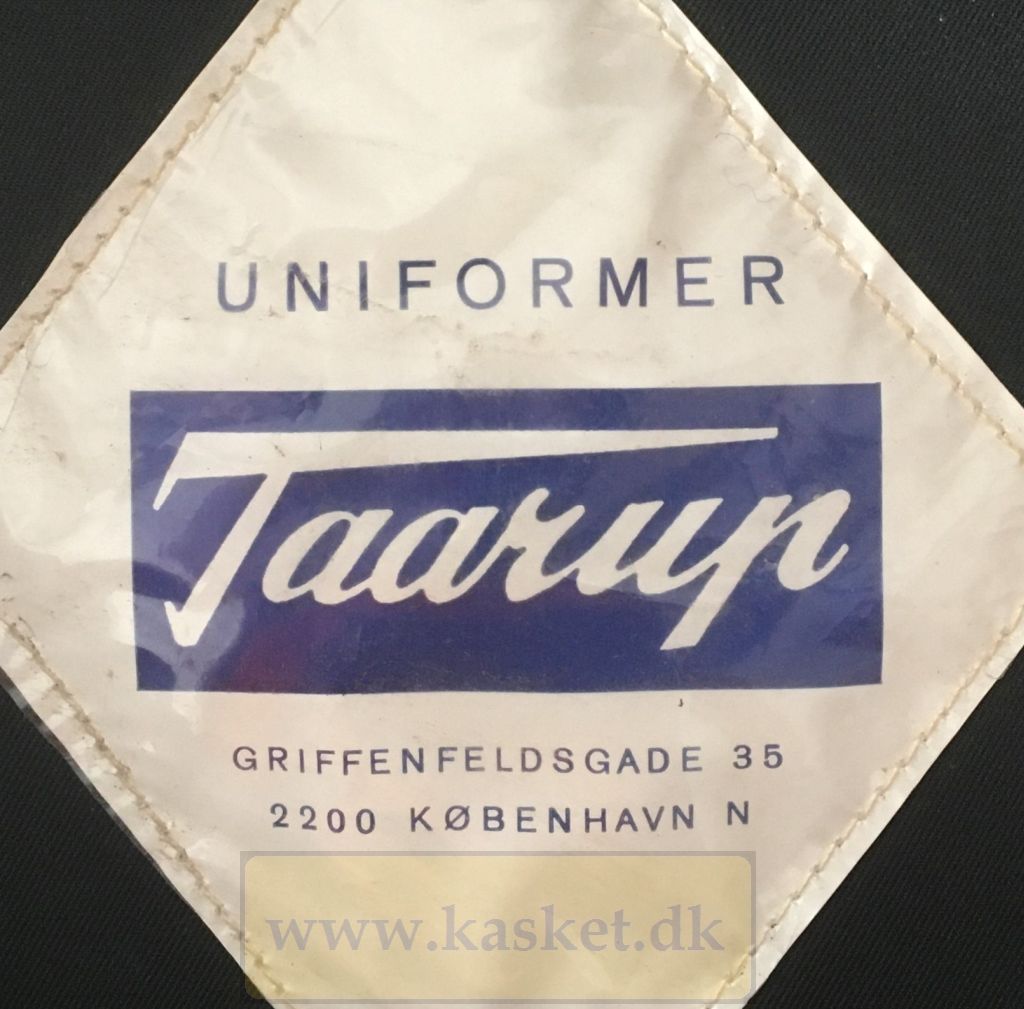 UNIFORMER
Taarup
GRIFFENFELDSGADE 35
2200 KØBENHAVN N
www.kasket.dk